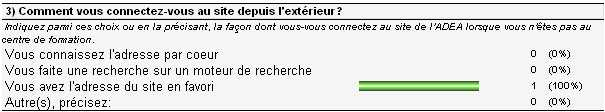 3) Comment vous connectez-vous au site depuis l'extérieur?
Indiquez parmi ces choix ou en la précisant, la façon dont vous-vous connectez au site de l'ADEA lorsque vous n'êtes pas au
centre de formation.
Vous connaissez l'adresse par coeur 0 (0%)
Vous faite une recherche sur un moteur de recherche 0 (0%)
Vous avez l'adresse du site en favori 1 (100%)
Autre(s), précisez: 0 (0%)